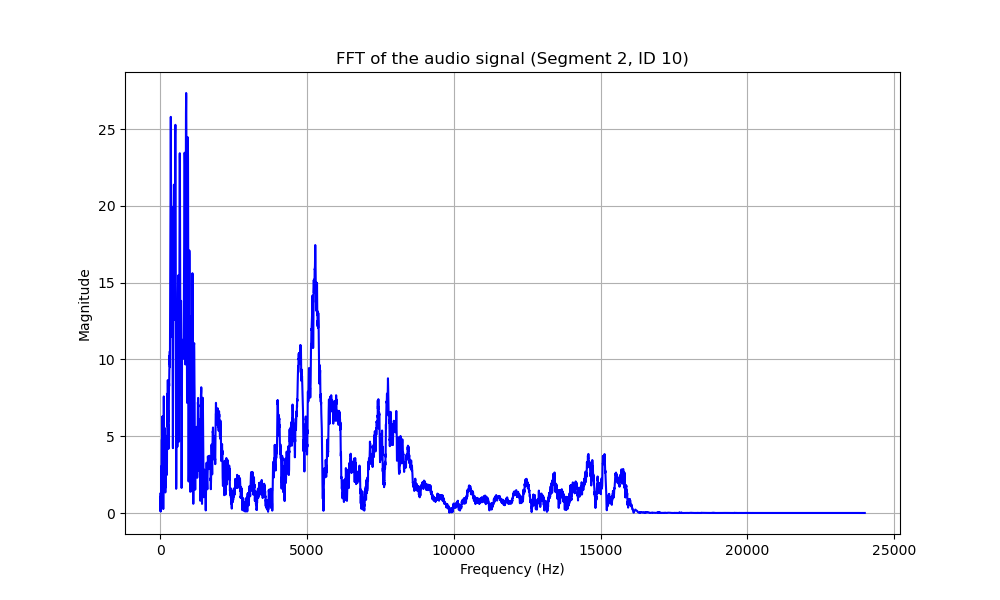 FFT of the audio signal (Segment 2, ID 10)
25
20
15
10
5
0
Magnitude
0 5000 10000 15000 20000 25000
Frequency (Hz)